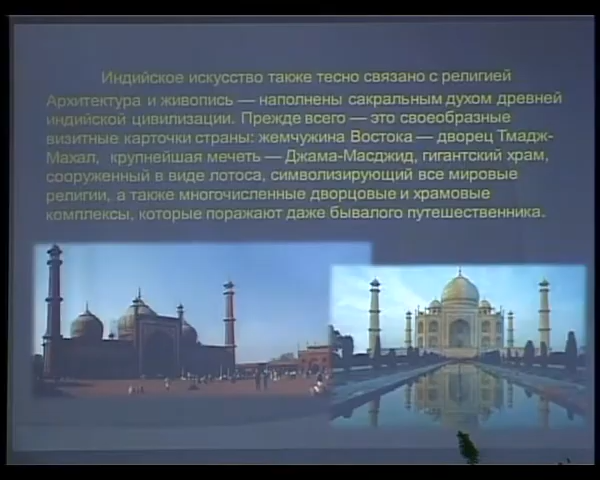 Индийское искусство также тесно связано с религией
Архитектура и живопись — наполнены сакральным духом древней
индийской цивилизации. Прежде всего — это своеобразные
визитные карточки страны: жемчужина Востока — дворец Тмадж-
Махал, крупнейшая мечеть — Джама-Масджид, гигантский храм,
сооруженный в виде лотоса, символизирующий все мировые
религии, а также многочисленные дворцовые и храмовые
комплексы, которые поражают даже бывалого путешественника.